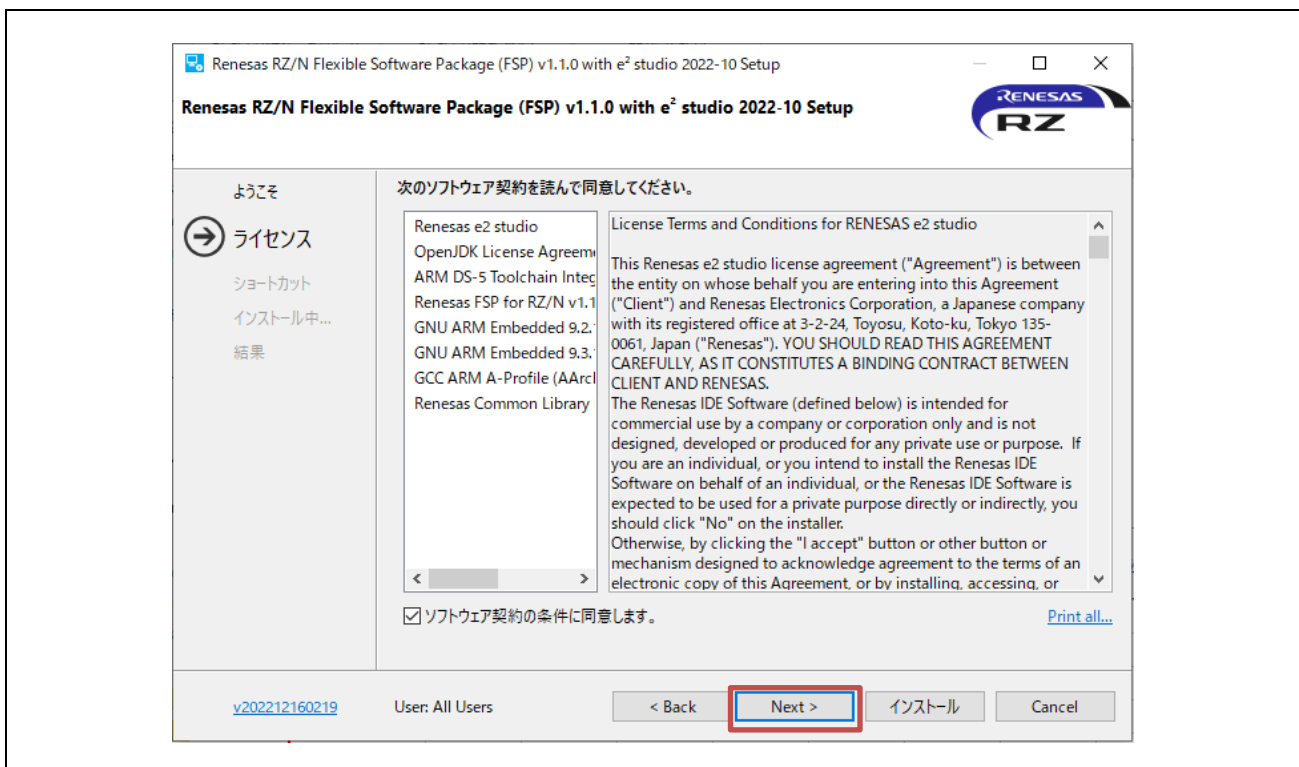 Renesas RZ/N Flexible Software Package (FSP) v1.1.0 with e² studio 2022-10 Setup
Renesas RZ/N Flexible Software Package (FSP) v1.1.0 with e² studio 2022-10 Setup
RENESAS
RZ
ようこそ
ライセンス
ショートカット
インストール中...
結果
次のソフトウェア契約を読んで同意してください。
Renesas e2 studio
OpenJDK License Agreem
ARM DS-5 Toolchain Integ
Renesas FSP for RZ/N v1.1
GNU ARM Embedded 9.2.
GNU ARM Embedded 9.3.
GCC ARM A-Profile (AArcl
Renesas Common Library
License Terms and Conditions for RENESAS e2 studio
This Renesas e2 studio license agreement ("Agreement") is between
the entity on whose behalf you are entering into this Agreement
("Client") and Renesas Electronics Corporation, a Japanese company
with its registered office at 3-2-24, Toyosu, Koto-ku, Tokyo 135-
0061, Japan ("Renesas"). YOU SHOULD READ THIS AGREEMENT
CAREFULLY, AS IT CONSTITUTES A BINDING CONTRACT BETWEEN
CLIENT AND RENESAS.
The Renesas IDE Software (defined below) is intended for
commercial use by a company or corporation only and is not
designed, developed or produced for any private use or purpose. If
you are an individual, or you intend to install the Renesas IDE
Software on behalf of an individual, or the Renesas IDE Software is
expected to be used for a private purpose directly or indirectly, you
should click "No" on the installer.
Otherwise, by clicking the "I accept" button or other button or
mechanism designed to acknowledge agreement to the terms of an
electronic copy of this Agreement, or by installing, accessing, or
ソフトウェア契約の条件に同意します。
Print all...
v202212160219
User: All Users
< Back
Next >
インストール
Cancel